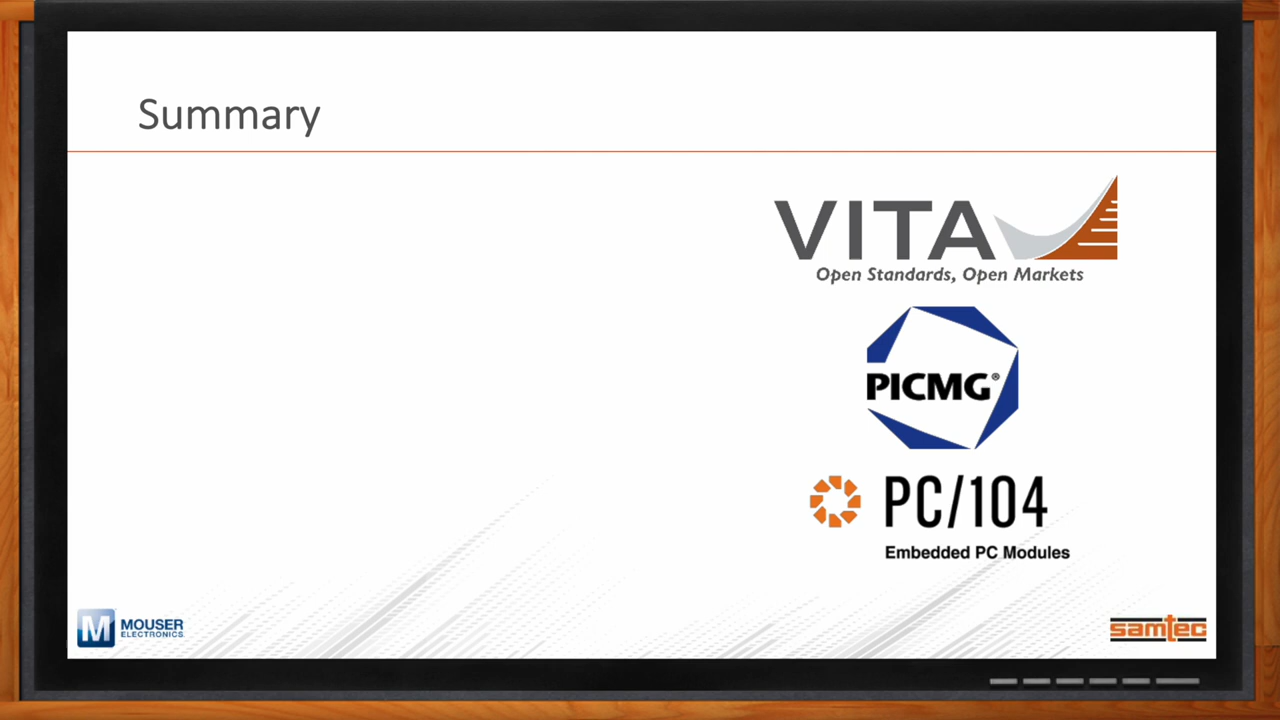 Summary
VITA
Open Standards, Open Markets
PICMG®
PC/104
Embedded PC Modules
M MOUSER
ELECTRONICS
samtec